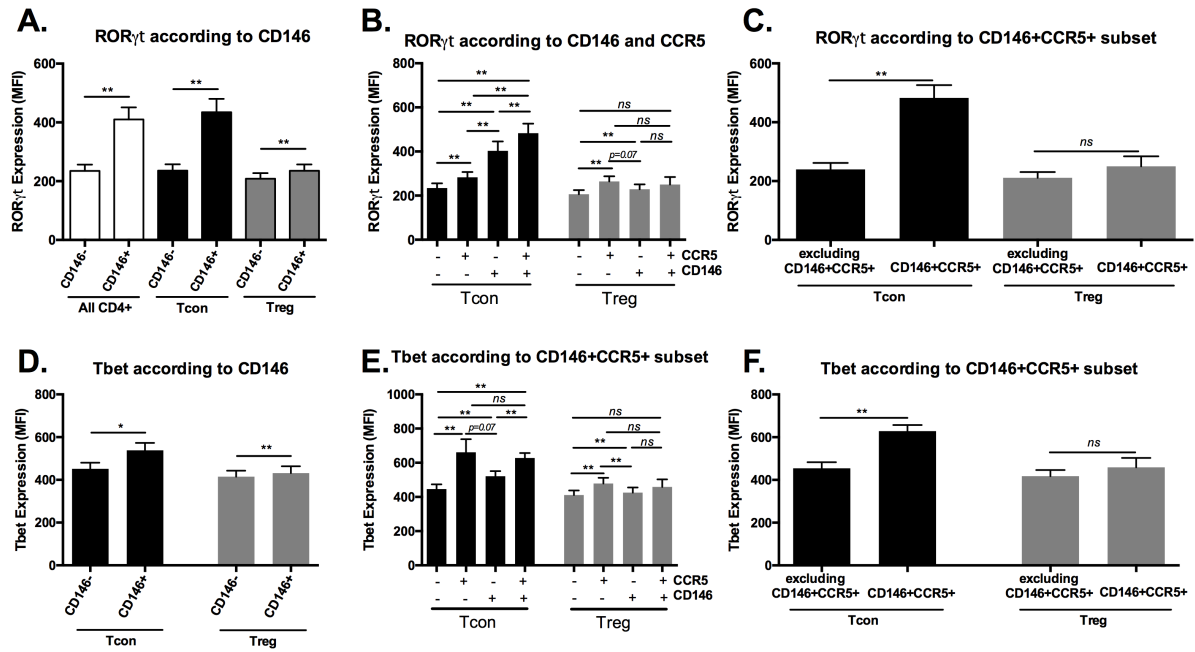 A.
RORγt according to CD146
RORγt Expression (MFI)
600
400
200
0
**
**
**
CD146-
CD146+
CD146-
CD146+
CD146-
CD146+
All CD4+
Tcon
Treg
B.
RORγt according to CD146 and CCR5
RORγt Expression (MFI)
800
600
400
200
0
**
**
**
**
**
**
ns
ns
**
ns
p=0.07
**
- + - + - + - + CCR5
- - + + - - + + CD146
Tcon
Treg
C.
RORγt according to CD146+CCR5+ subset
RORγt Expression (MFI)
600
400
200
0
**
ns
excluding
CD146+CCR5+
CD146+CCR5+
excluding
CD146+CCR5+
CD146+CCR5+
Tcon
Treg
D.
Tbet according to CD146
Tbet Expression (MFI)
800
600
400
200
0
*
**
CD146-
CD146+
CD146-
CD146+
Tcon
Treg
E.
Tbet according to CD146+CCR5+ subset
Tbet Expression (MFI)
1000
800
600
400
200
0
**
ns
**
**
**
p=0.07
ns
ns
**
ns
**
**
- + - + - + - + CCR5
- - + + - - + + CD146
Tcon
Treg
F.
Tbet according to CD146+CCR5+ subset
Tbet Expression (MFI)
800
600
400
200
0
**
ns
excluding
CD146+CCR5+
CD146+CCR5+
excluding
CD146+CCR5+
CD146+CCR5+
Tcon
Treg